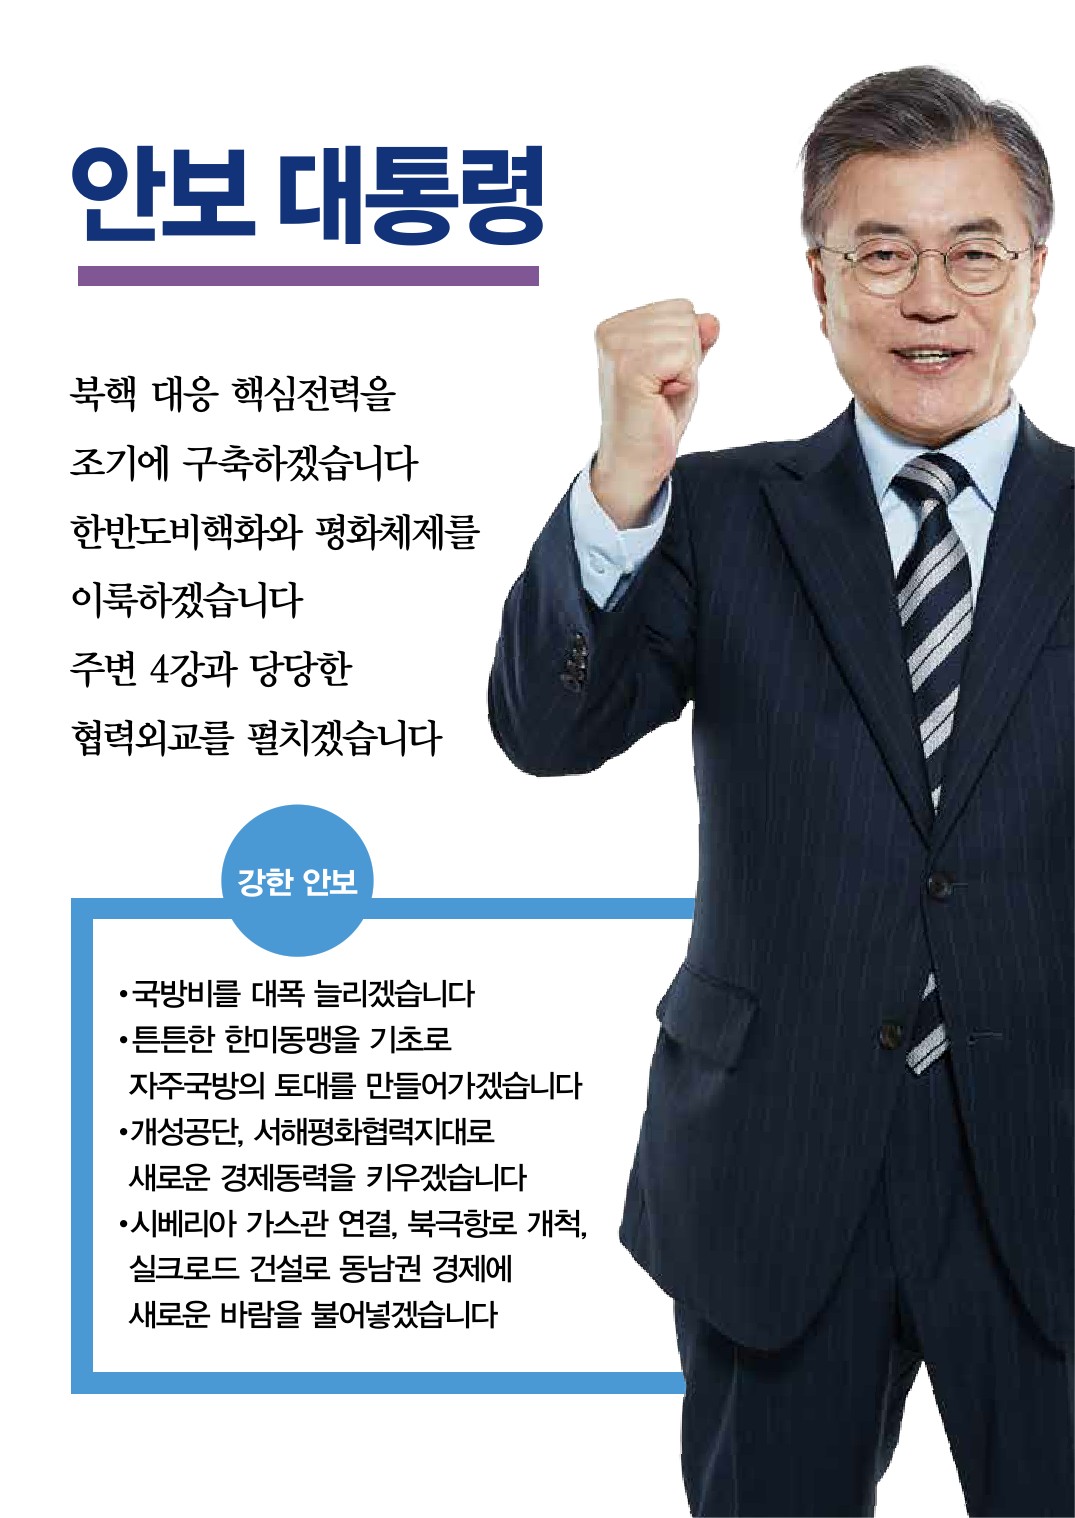 안보 대통령
북핵 대응 핵심전력을
조기에 구축하겠습니다
한반도비핵화와 평화체제를
이룩하겠습니다
주변 4강과 당당한
협력외교를 펼치겠습니다
강한 안보
•국방비를 대폭 늘리겠습니다
•튼튼한 한미동맹을 기초로
자주국방의 토대를 만들어가겠습니다
•개성공단, 서해평화협력지대로
새로운 경제동력을 키우겠습니다
•시베리아 가스관 연결, 북극항로 개척,
실크로드 건설로 동남권 경제에
새로운 바람을 불어넣겠습니다